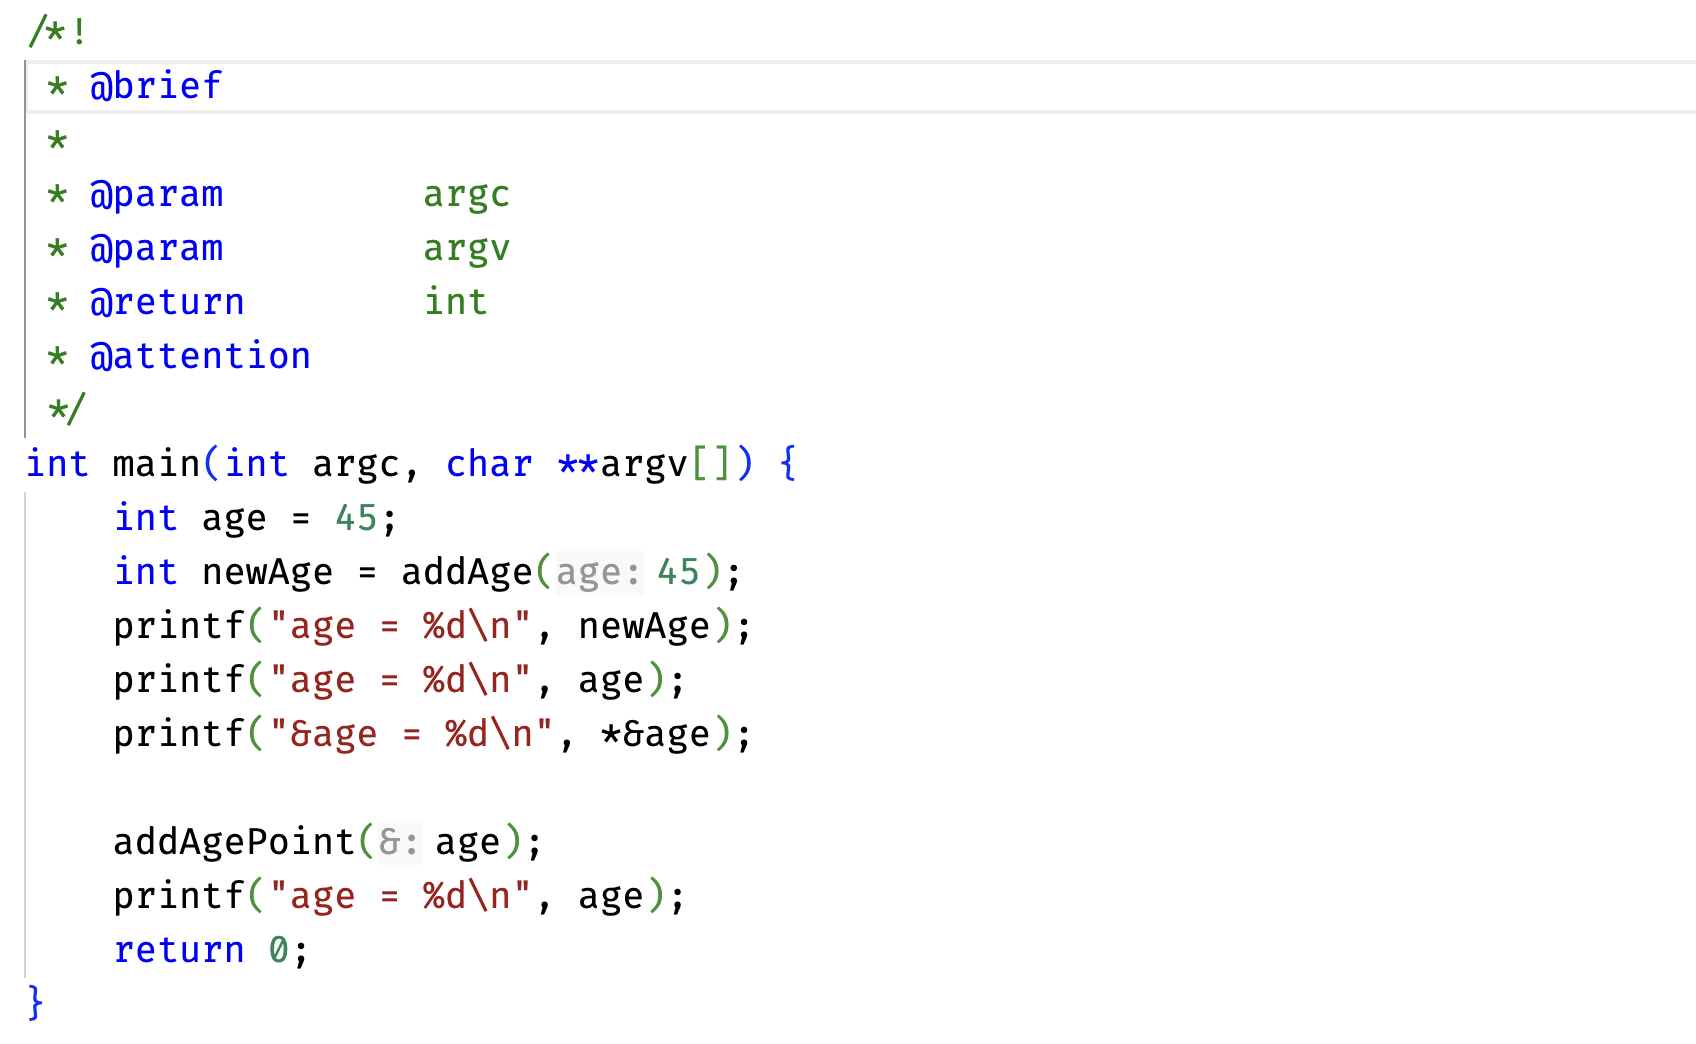 /*!
 * @brief
 *
 * @param         argc
 * @param         argv
 * @return        int
 * @attention
 */
int main(int argc, char **argv[]) {
    int age = 45;
    int newAge = addAge(age: 45);
    printf("age = %d\n", newAge);
    printf("age = %d\n", age);
    printf("&age = %d\n", *&age);

    addAgePoint(&: age);
    printf("age = %d\n", age);
    return 0;
}